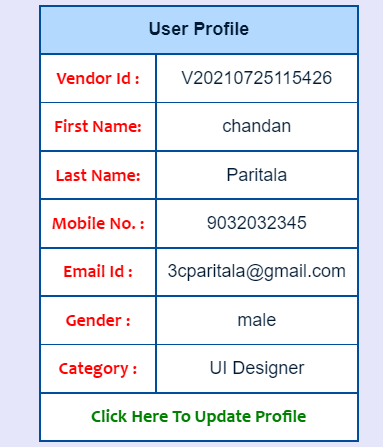 User Profile
Vendor Id : V20210725115426
First Name: chandan
Last Name: Paritala
Mobile No. : 9032032345
Email Id : 3cparitala@gmail.com
Gender : male
Category : UI Designer
Click Here To Update Profile